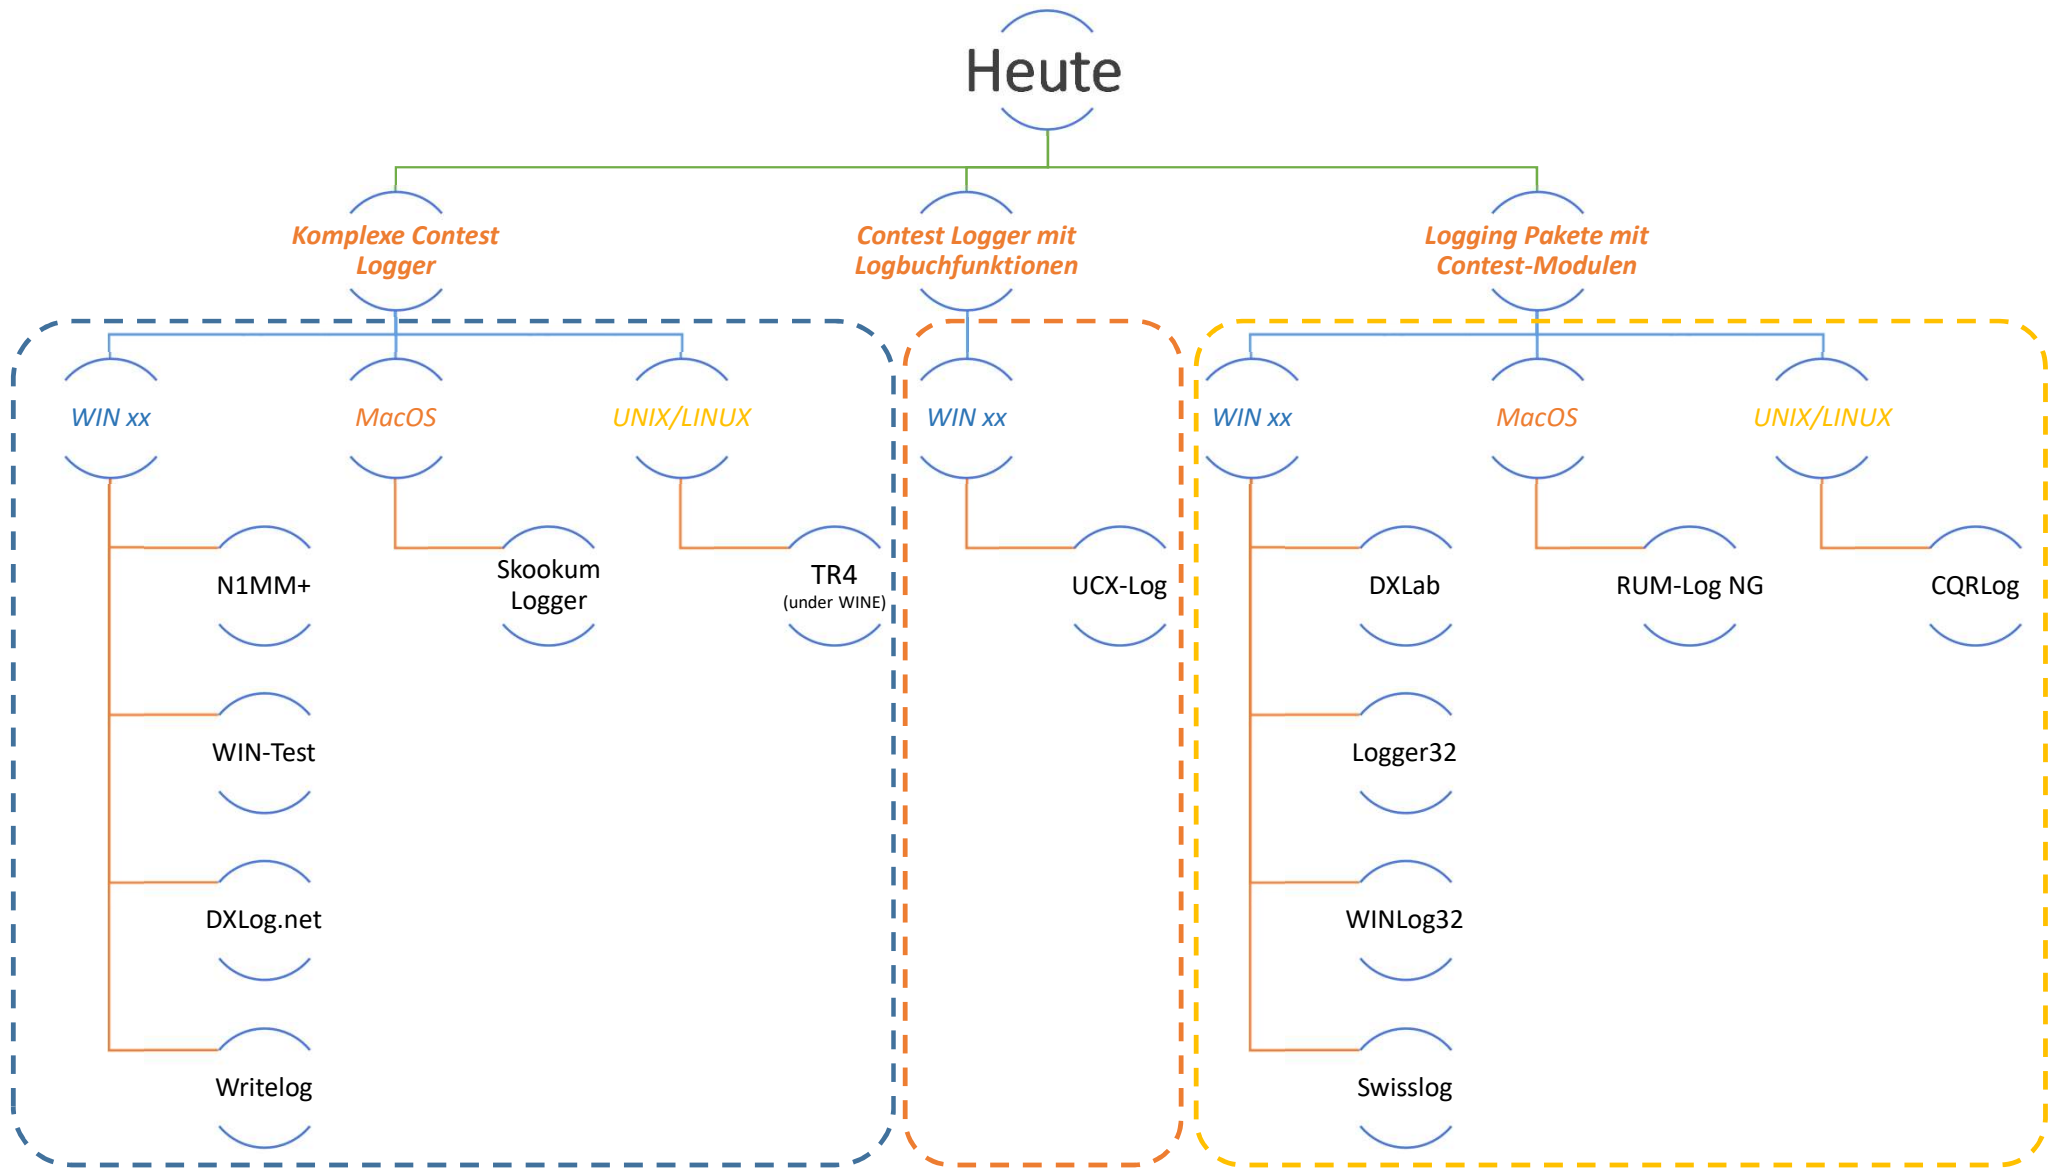 Heute
Komplexe Contest
Logger
Contest Logger mit
Logbuchfunktionen
Logging Pakete mit
Contest-Modulen
WIN xx
MacOS
UNIX/LINUX
WIN xx
WIN xx
MacOS
UNIX/LINUX
N1MM+
Skookum
Logger
TR4
(under WINE)
UCX-Log
DXLab
RUM-Log NG
CQRLog
WIN-Test
Logger32
DXLog.net
WINLog32
Writelog
Swisslog